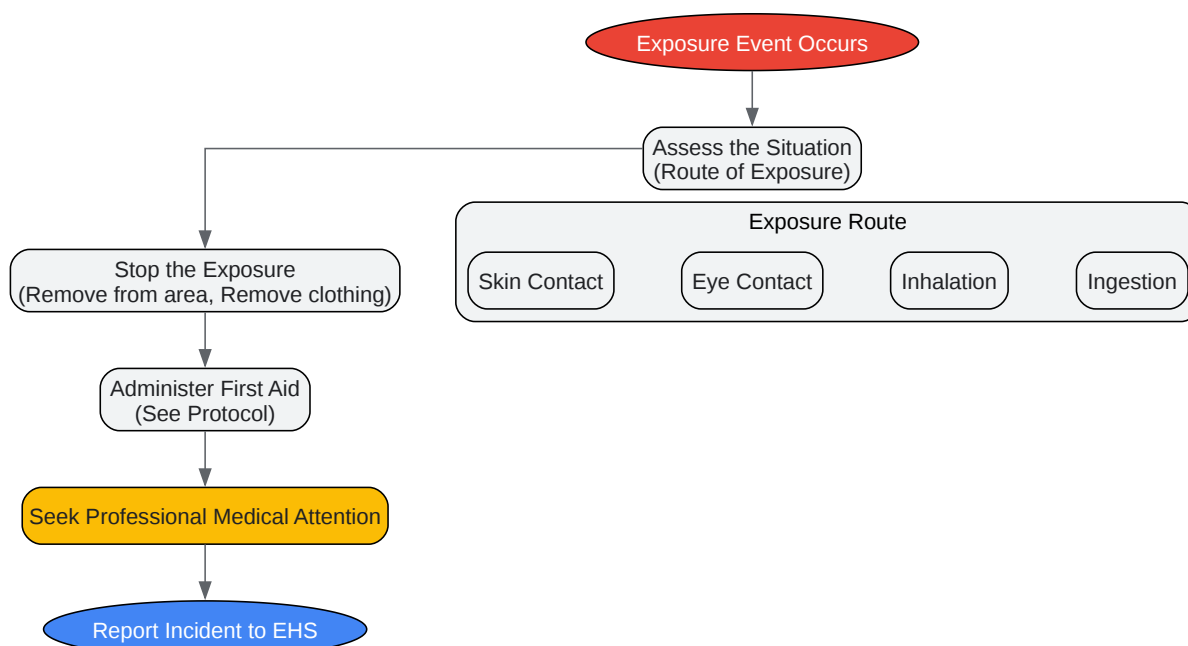 Exposure Event Occurs
Assess the Situation
(Route of Exposure)
Exposure Route
Skin Contact
Eye Contact
Inhalation
Ingestion
Stop the Exposure
(Remove from area, Remove clothing)
Administer First Aid
(See Protocol)
Seek Professional Medical Attention
Report Incident to EHS